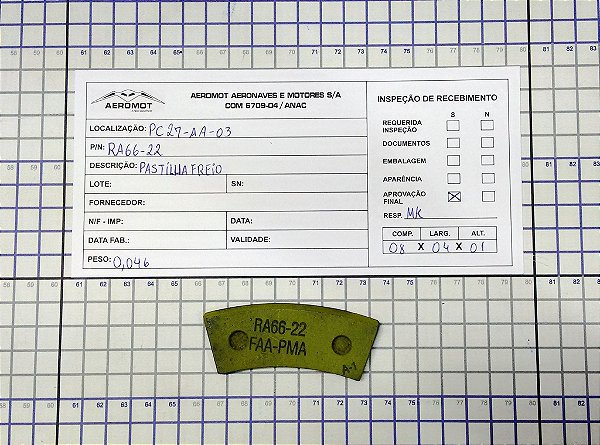 AEROMOT
AEROMOT AERONAVES E MOTORES S/A
COM 6709-04 / ANAC
LOCALIZAÇÃO: PC27-AA-03
P/N: RA66-22
DESCRIÇÃO: PASTILHA FREIO
LOTE: SN:
FORNECEDOR:
N/F - IMP: DATA:
DATA FAB.: VALIDADE:
PESO: 0,046
INSPEÇÃO DE RECEBIMENTO
S N
REQUERIDA
INSPEÇÃO
DOCUMENTOS
EMBALAGEM
APARÊNCIA
APROVAÇÃO
FINAL
RESP. MK
COMP. LARG. ALT.
08 X 04 X 01
RA66-22
FAA-PMA
A-1